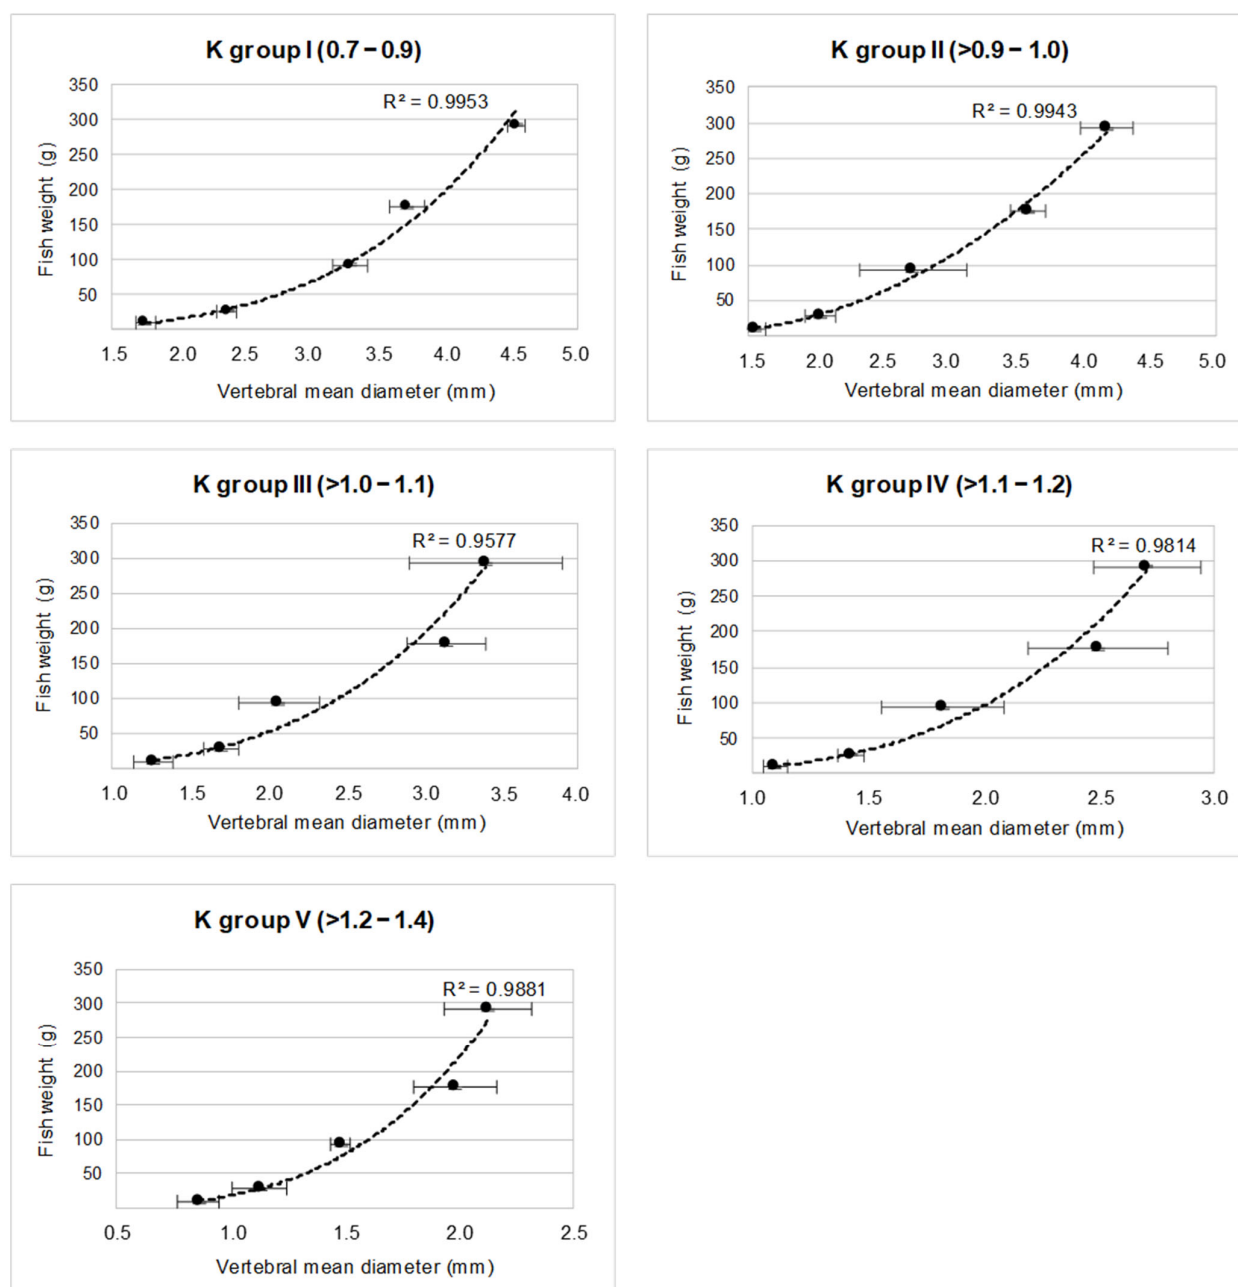 K group I (0.7 – 0.9)
350
300
250
200
150
100
50
R² = 0.9953
Fish weight (g)
1.5 2.0 2.5 3.0 3.5 4.0 4.5 5.0
Vertebral mean diameter (mm)
K group II (>0.9 – 1.0)
350
300
250
200
150
100
50
R² = 0.9943
Fish weight (g)
1.5 2.0 2.5 3.0 3.5 4.0 4.5 5.0
Vertebral mean diameter (mm)
K group III (>1.0 – 1.1)
350
300
250
200
150
100
50
R² = 0.9577
Fish weight (g)
1.0 1.5 2.0 2.5 3.0 3.5 4.0
Vertebral mean diameter (mm)
K group IV (>1.1 – 1.2)
350
300
250
200
150
100
50
R² = 0.9814
Fish weight (g)
1.0 1.5 2.0 2.5 3.0
Vertebral mean diameter (mm)
K group V (>1.2 – 1.4)
350
300
250
200
150
100
50
R² = 0.9881
Fish weight (g)
0.5 1.0 1.5 2.0 2.5
Vertebral mean diameter (mm)